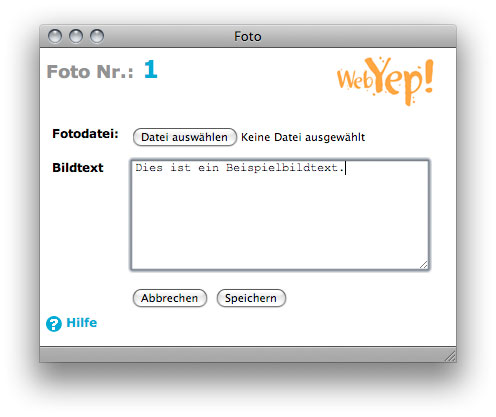 Foto
Foto Nr.: 1
WebYep!
Fotodatei: Datei auswählen Keine Datei ausgewählt
Bildtext Dies ist ein Beispielbildtext.
Abbrechen Speichern
? Hilfe